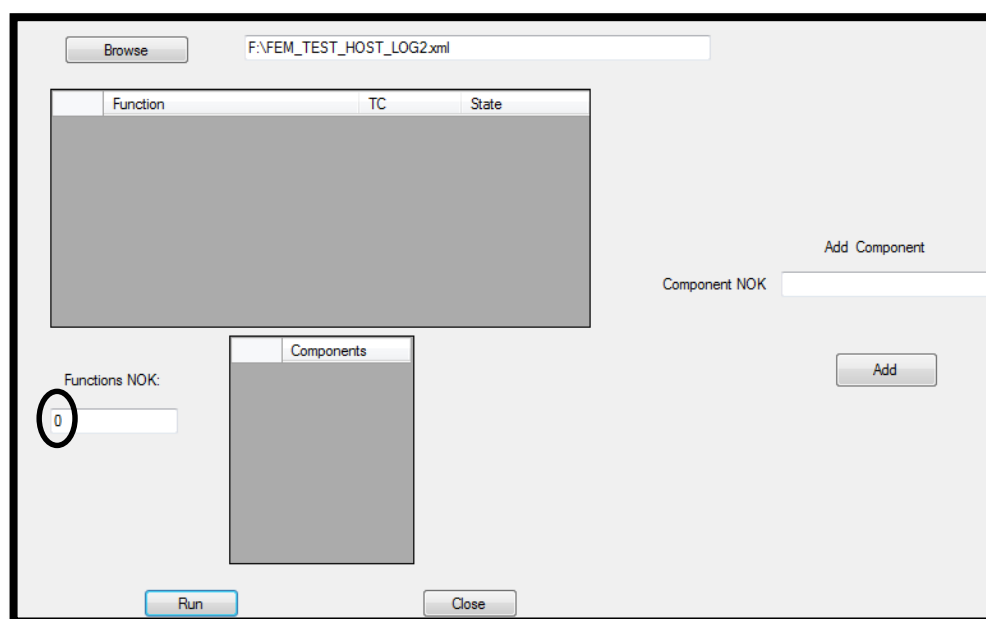 Browse F:\FEM_TEST_HOST_LOG2.xml
Function TC State
Add Component
Component NOK
Components
Add
Functions NOK:
0
Run Close